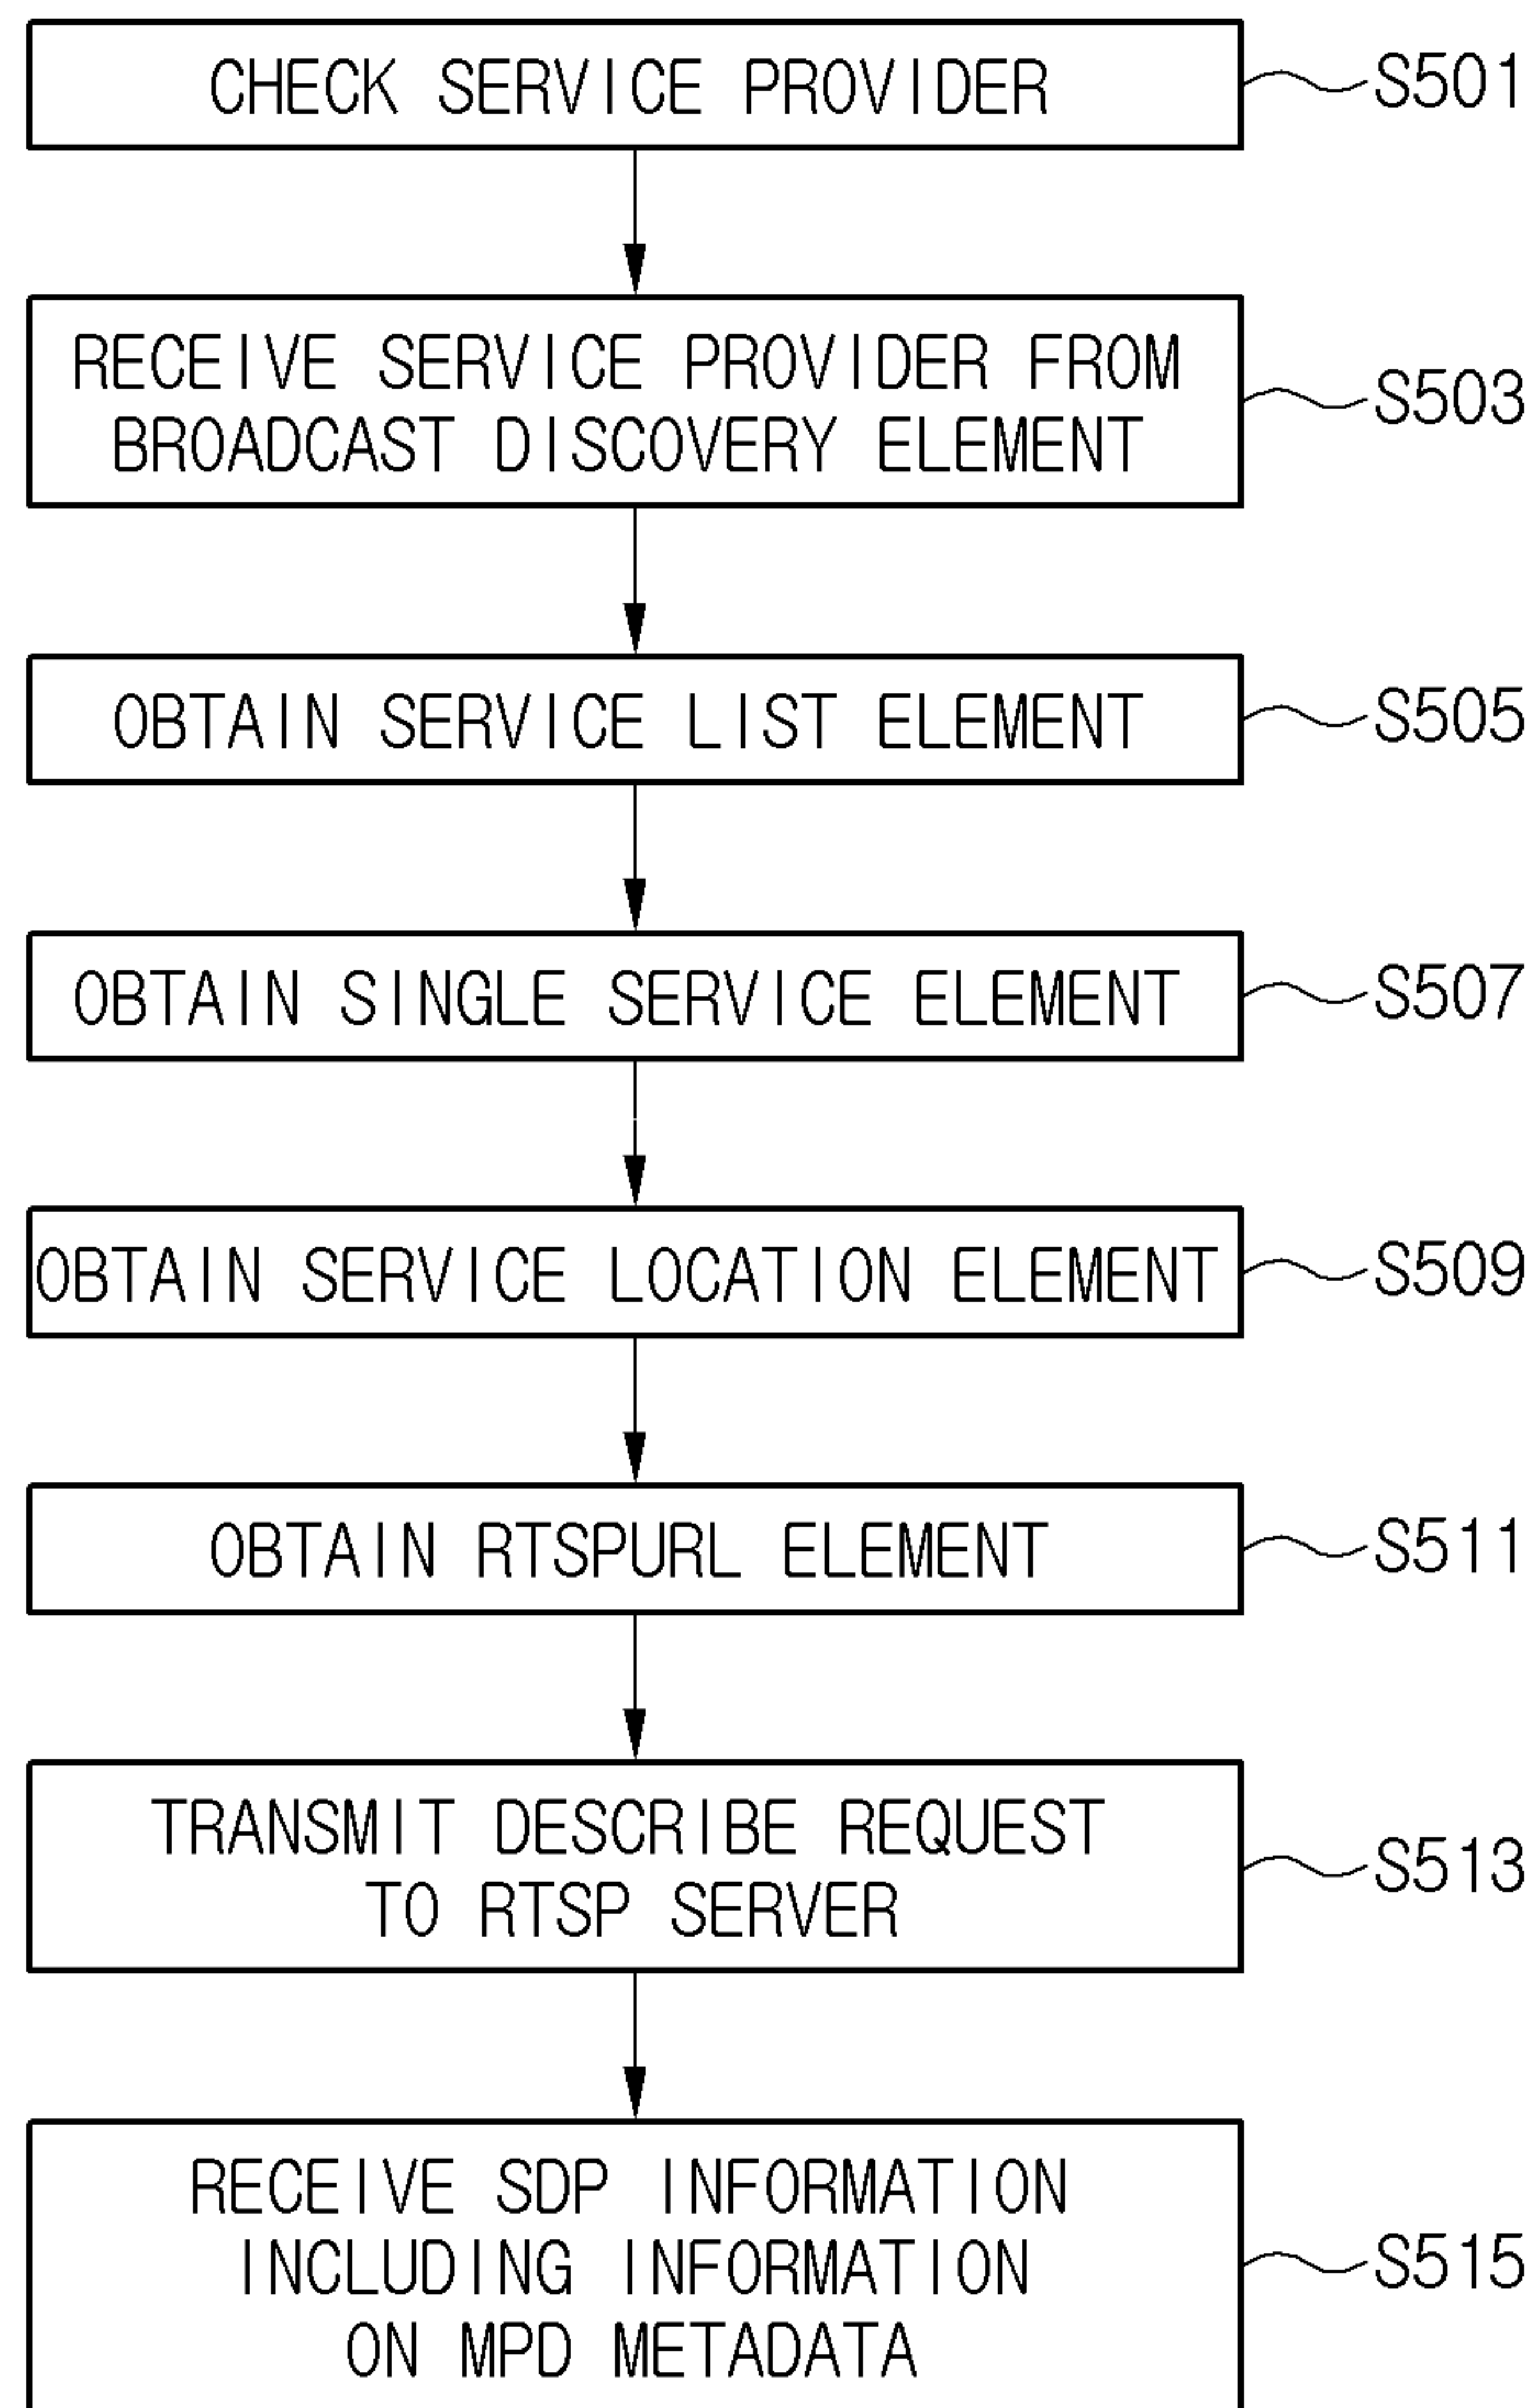 CHECK SERVICE PROVIDER
S501
RECEIVE SERVICE PROVIDER FROM
BROADCAST DISCOVERY ELEMENT
S503
OBTAIN SERVICE LIST ELEMENT
S505
OBTAIN SINGLE SERVICE ELEMENT
S507
OBTAIN SERVICE LOCATION ELEMENT
S509
OBTAIN RTSPURL ELEMENT
S511
TRANSMIT DESCRIBE REQUEST
TO RTSP SERVER
S513
RECEIVE SDP INFORMATION
INCLUDING INFORMATION
ON MPD METADATA
S515